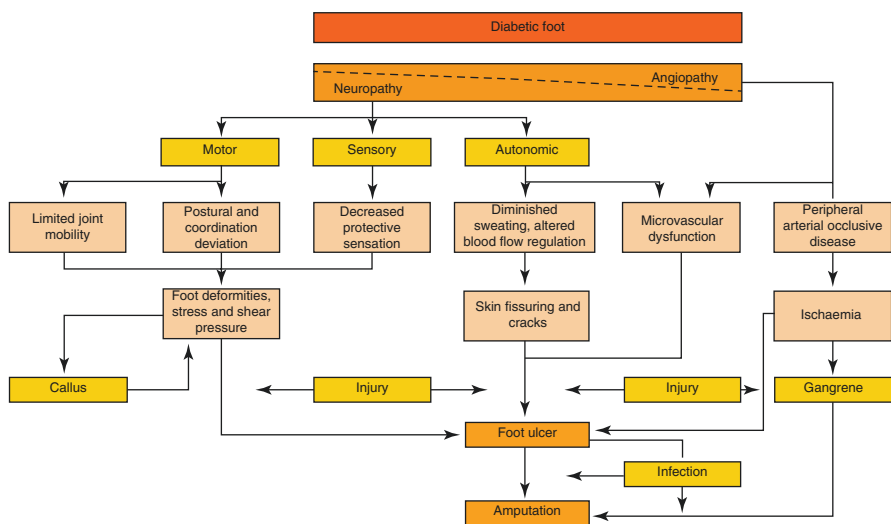 Diabetic foot
Angiopathy
Neuropathy
Motor
Sensory
Autonomic
Limited joint
mobility
Postural and
coordination
deviation
Decreased
protective
sensation
Diminished
sweating, altered
blood flow regulation
Microvascular
dysfunction
Peripheral
arterial occlusive
disease
Foot deformities,
stress and shear
pressure
Skin fissuring and
cracks
Ischaemia
Callus
Injury
Injury
Gangrene
Foot ulcer
Infection
Amputation